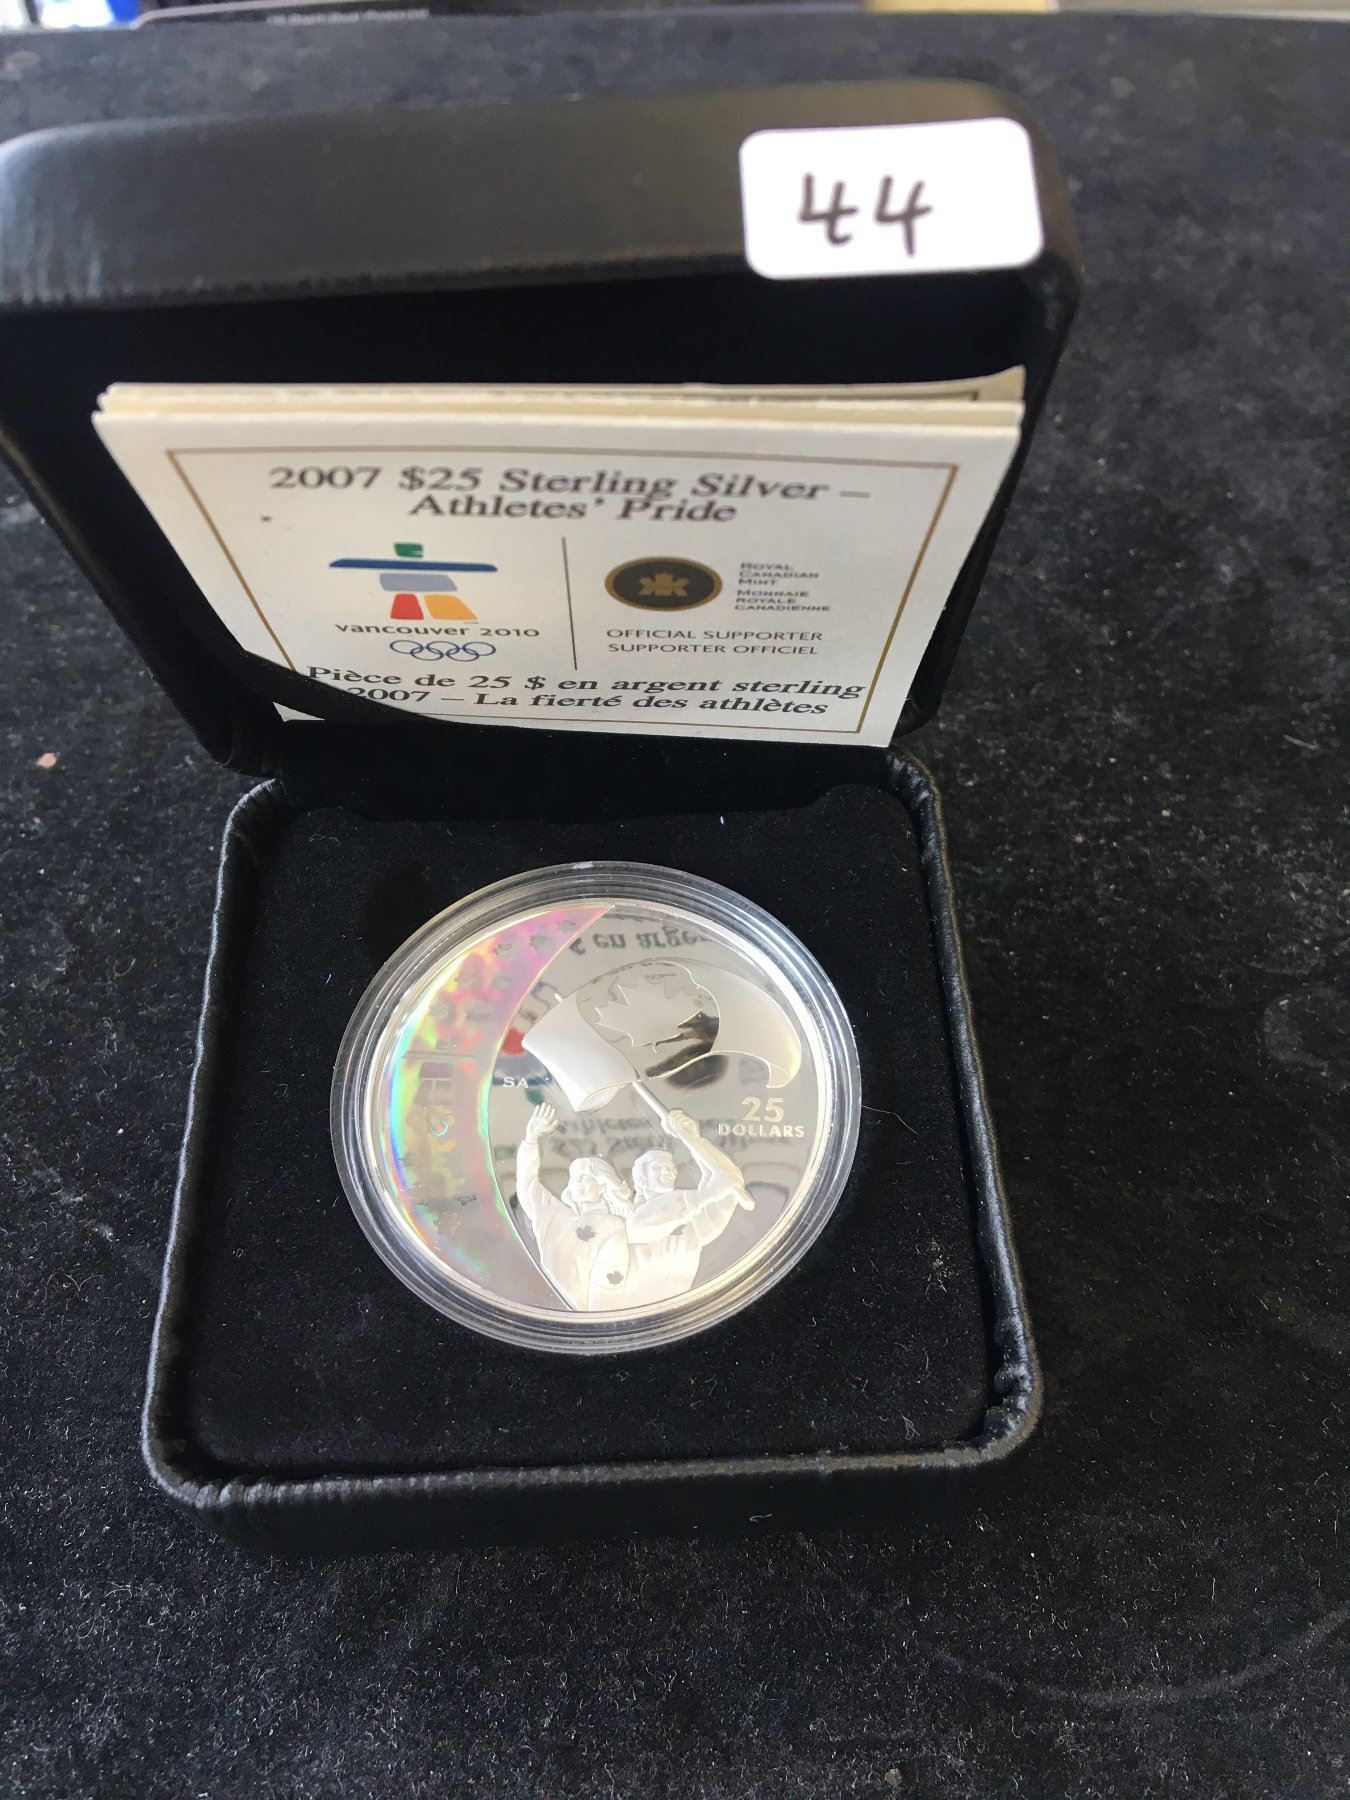 44
2007 $25 Sterling Silver –
Athletes' Pride
vancouver 2010
ROYAL
CANADIAN
MINT
MONNAIE
ROYALE
CANADIENNE
OFFICIAL SUPPORTER
SUPPORTER OFFICIEL
Pièce de 25 $ en argent sterling
2007 – La fierté des athlètes
SA
25
DOLLARS